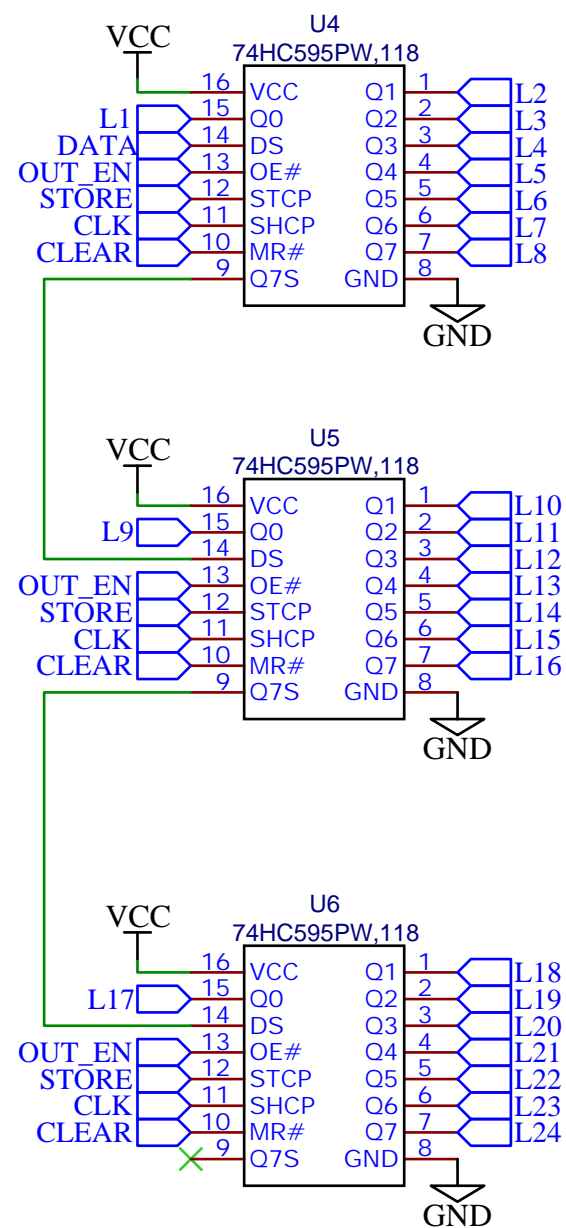 U4
74HC595PW,118
VCC
16 VCC Q1 1 L2
L1 15 Q0 Q2 2 L3
DATA 14 DS Q3 3 L4
OUT_EN 13 OE# Q4 4 L5
STORE 12 STCP Q5 5 L6
CLK 11 SHCP Q6 6 L7
CLEAR 10 MR# Q7 7 L8
9 Q7S GND 8
GND
U5
74HC595PW,118
VCC
16 VCC Q1 1 L10
L9 15 Q0 Q2 2 L11
14 DS Q3 3 L12
OUT_EN 13 OE# Q4 4 L13
STORE 12 STCP Q5 5 L14
CLK 11 SHCP Q6 6 L15
CLEAR 10 MR# Q7 7 L16
9 Q7S GND 8
GND
U6
74HC595PW,118
VCC
16 VCC Q1 1 L18
L17 15 Q0 Q2 2 L19
14 DS Q3 3 L20
OUT_EN 13 OE# Q4 4 L21
STORE 12 STCP Q5 5 L22
CLK 11 SHCP Q6 6 L23
CLEAR 10 MR# Q7 7 L24
9 Q7S GND 8
GND